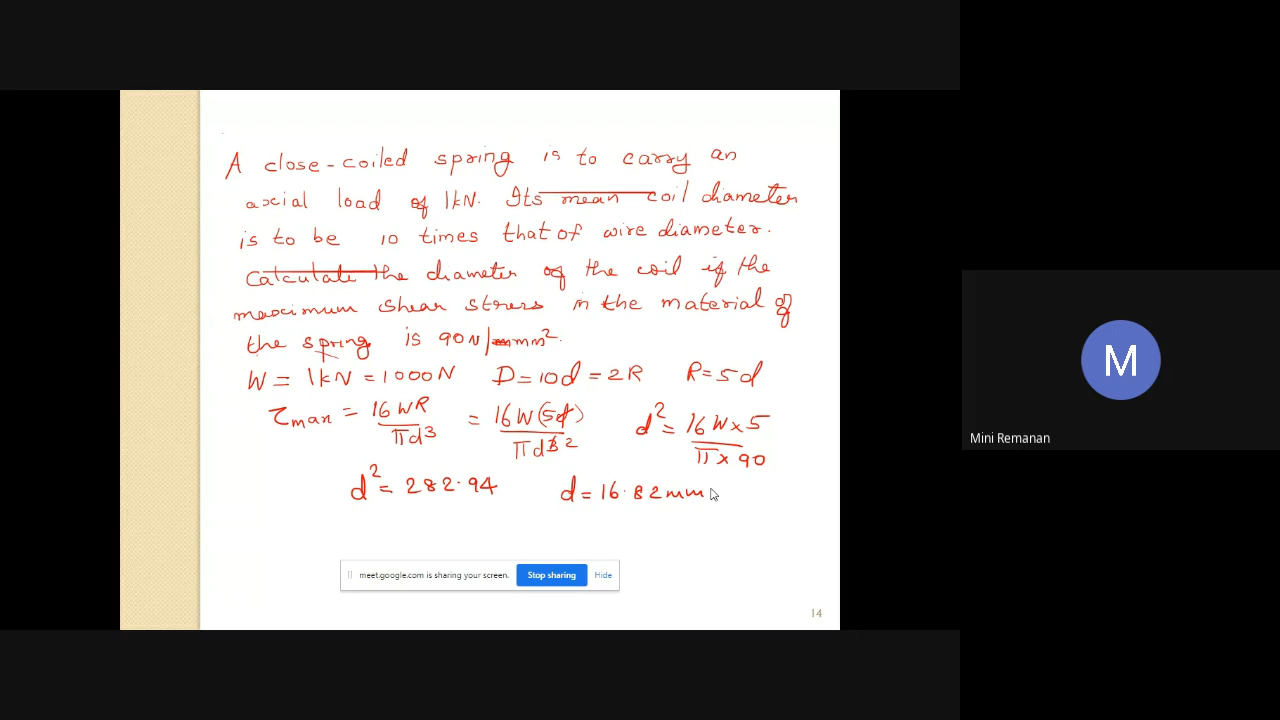 A close-coiled spring is to carry an
axial load of 1kN. Its mean coil diameter
is to be 10 times that of wire diameter.
Calculate the diameter of the coil if the
maximum shear stress in the material of
the spring is 90N/mm²
W = 1kN = 1000N D = 10d = 2R R = 5d
τmax = 16WR/πd³ = 16W(5d)/πd³ ² d² = 16W×5/π×90
d² = 282.94 d = 16.82mm
meet.google.com is sharing your screen. Stop sharing Hide
14
M
Mini Remanan